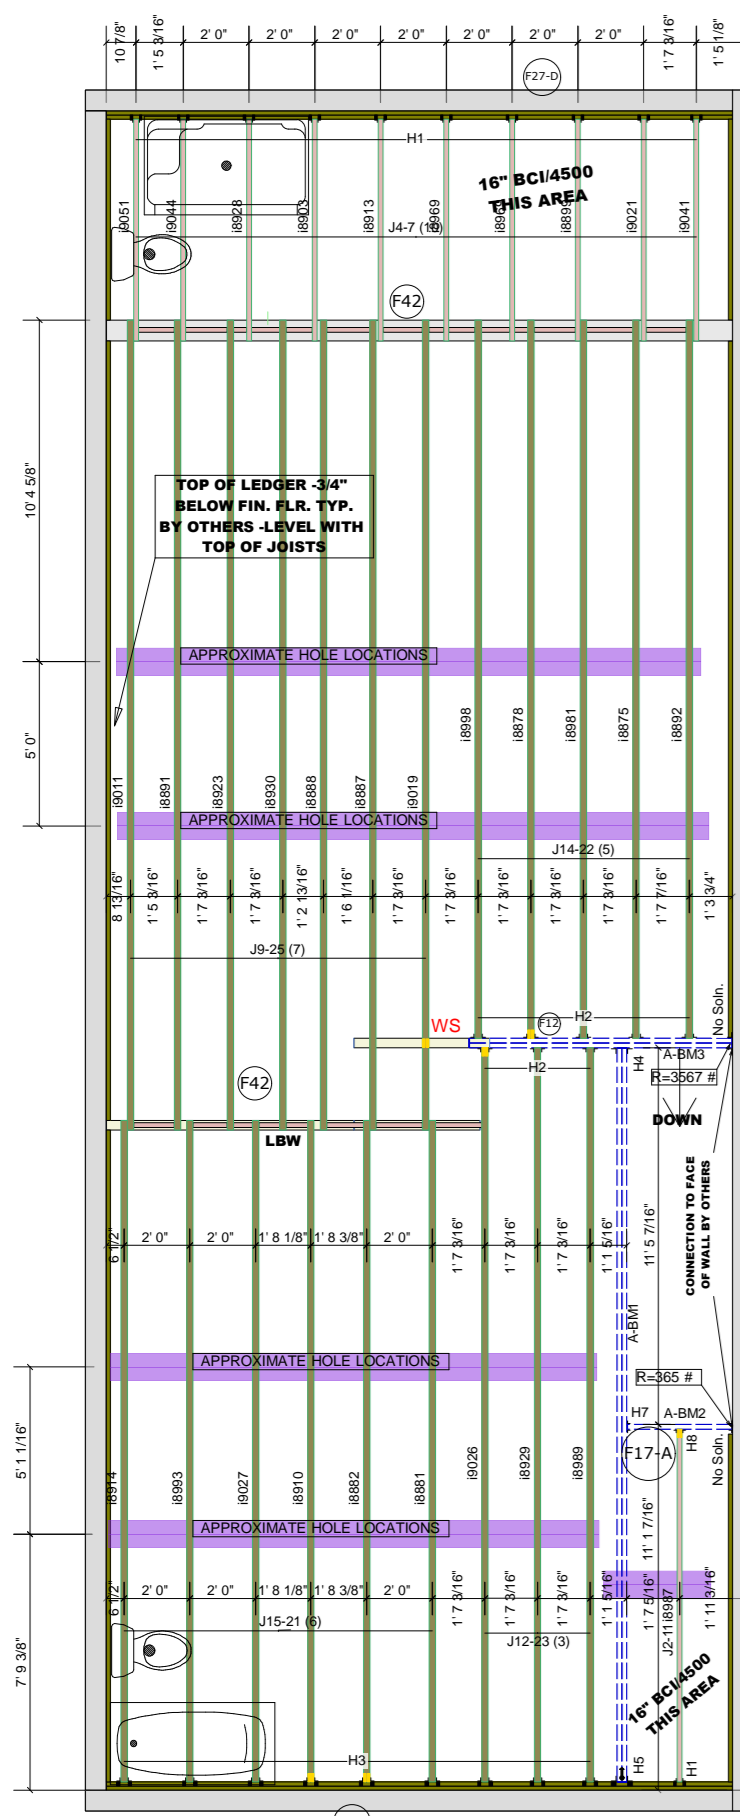 10 7/8"
1' 5 3/16"
2' 0"
2' 0"
2' 0"
2' 0"
2' 0"
2' 0"
2' 0"
1' 7 3/16"
1' 5 1/8"
F27-D
H1
16" BCI/4500
THIS AREA
i9051
i9044
i8928
i8903
i8913
i8969
i9021
i9041
J4-7
F42
10' 4 5/8"
TOP OF LEDGER -3/4"
BELOW FIN. FLR. TYP.
BY OTHERS -LEVEL WITH
TOP OF JOISTS
APPROXIMATE HOLE LOCATIONS
5' 0"
i8998
i8878
i8981
i8875
i8892
i9011
i8891
i8923
i8930
i8888
i8887
i9019
APPROXIMATE HOLE LOCATIONS
J14-22 (5)
8 13/16"
1' 5 3/16"
1' 7 3/16"
1' 7 3/16"
1' 2 13/16"
1' 6 1/16"
1' 7 3/16"
1' 7 3/16"
1' 7 3/16"
1' 7 3/16"
1' 7 3/16"
1' 7 7/16"
1' 3 3/4"
J9-25 (7)
No Soln.
WS
F12
H2
A-BM3
H2
H4
R=3567 #
F42
DOWN
LBW
CONNECTION TO FACE
OF WALL BY OTHERS
6 1/2"
2' 0"
2' 0"
1' 8 1/8"
1' 8 3/8"
2' 0"
1' 7 3/16"
1' 7 3/16"
1' 7 3/16"
1' 1 5/16"
11' 5 7/16"
A-BM1
APPROXIMATE HOLE LOCATIONS
R=365 #
H7
A-BM2
F17-A
H8
No Soln.
5' 1 1/16"
i8914
i8993
i9027
i8910
i8882
i8881
i9026
i8929
i8989
APPROXIMATE HOLE LOCATIONS
11' 1 7/16"
6 1/2"
2' 0"
2' 0"
1' 8 1/8"
1' 8 3/8"
2' 0"
1' 7 3/16"
1' 7 3/16"
1' 7 3/16"
1' 1 5/16"
1' 7 5/16"
J2-11
i8987
1' 11 3/16"
J15-21 (6)
J12-23 (3)
7' 9 3/8"
16" BCI/4500
THIS AREA
H3
H5
H1